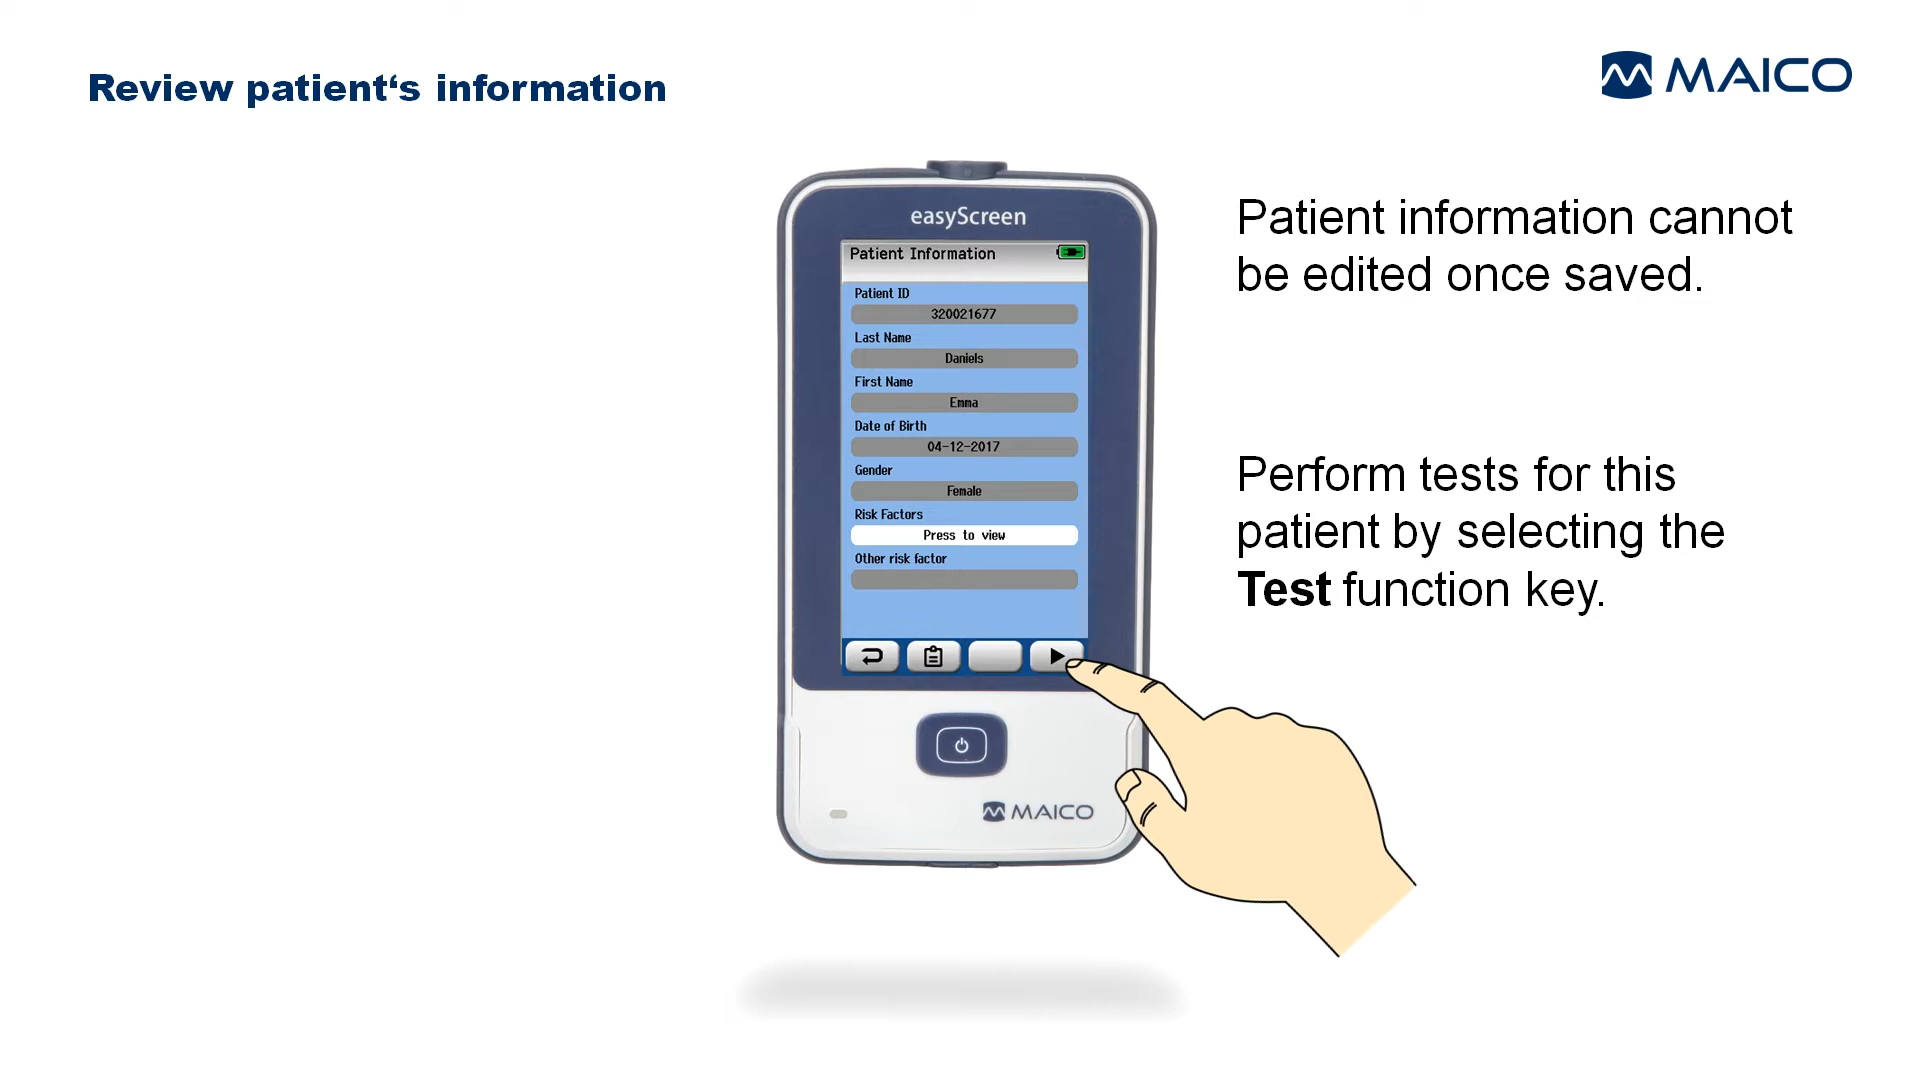 Review patient‘s information
MAICO
easyScreen
Patient Information
Patient ID
320021677
Last Name
Daniels
First Name
Emma
Date of Birth
04-12-2017
Gender
Female
Risk Factors
Press to view
Other risk factor
MAICO
Patient information cannot
be edited once saved.
Perform tests for this
patient by selecting the
Test function key.